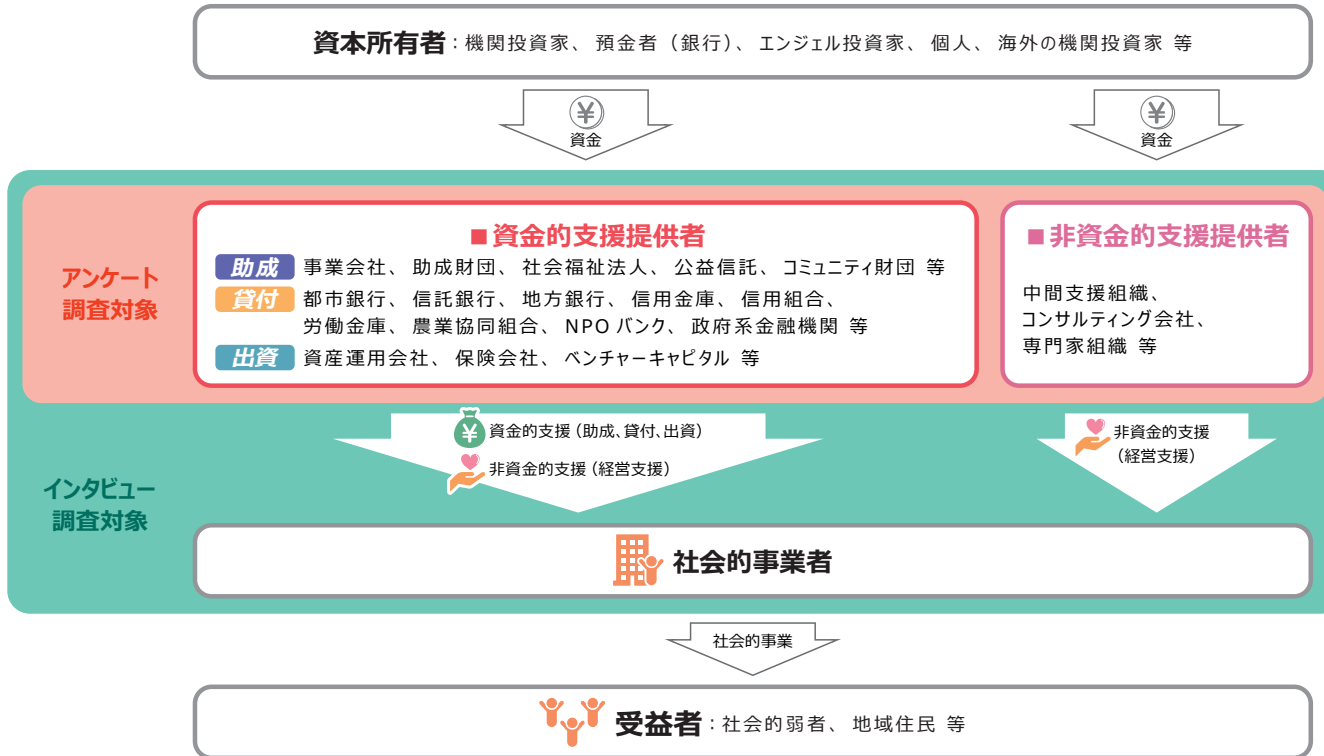 資本所有者：機関投資家、預金者（銀行）、エンジェル投資家、個人、海外の機関投資家 等
¥
資金
¥
資金
アンケート
調査対象
■資金的支援提供者
助成 事業会社、助成財団、社会福祉法人、公益信託、コミュニティ財団 等
貸付 都市銀行、信託銀行、地方銀行、信用金庫、信用組合、
労働金庫、農業協同組合、NPOバンク、政府系金融機関 等
出資 資産運用会社、保険会社、ベンチャーキャピタル 等
■非資金的支援提供者
中間支援組織、
コンサルティング会社、
専門家組織 等
インタビュー
調査対象
¥ 資金的支援（助成、貸付、出資）
非資金的支援（経営支援）
非資金的支援
（経営支援）
社会的事業者
社会的事業
受益者：社会的弱者、地域住民 等